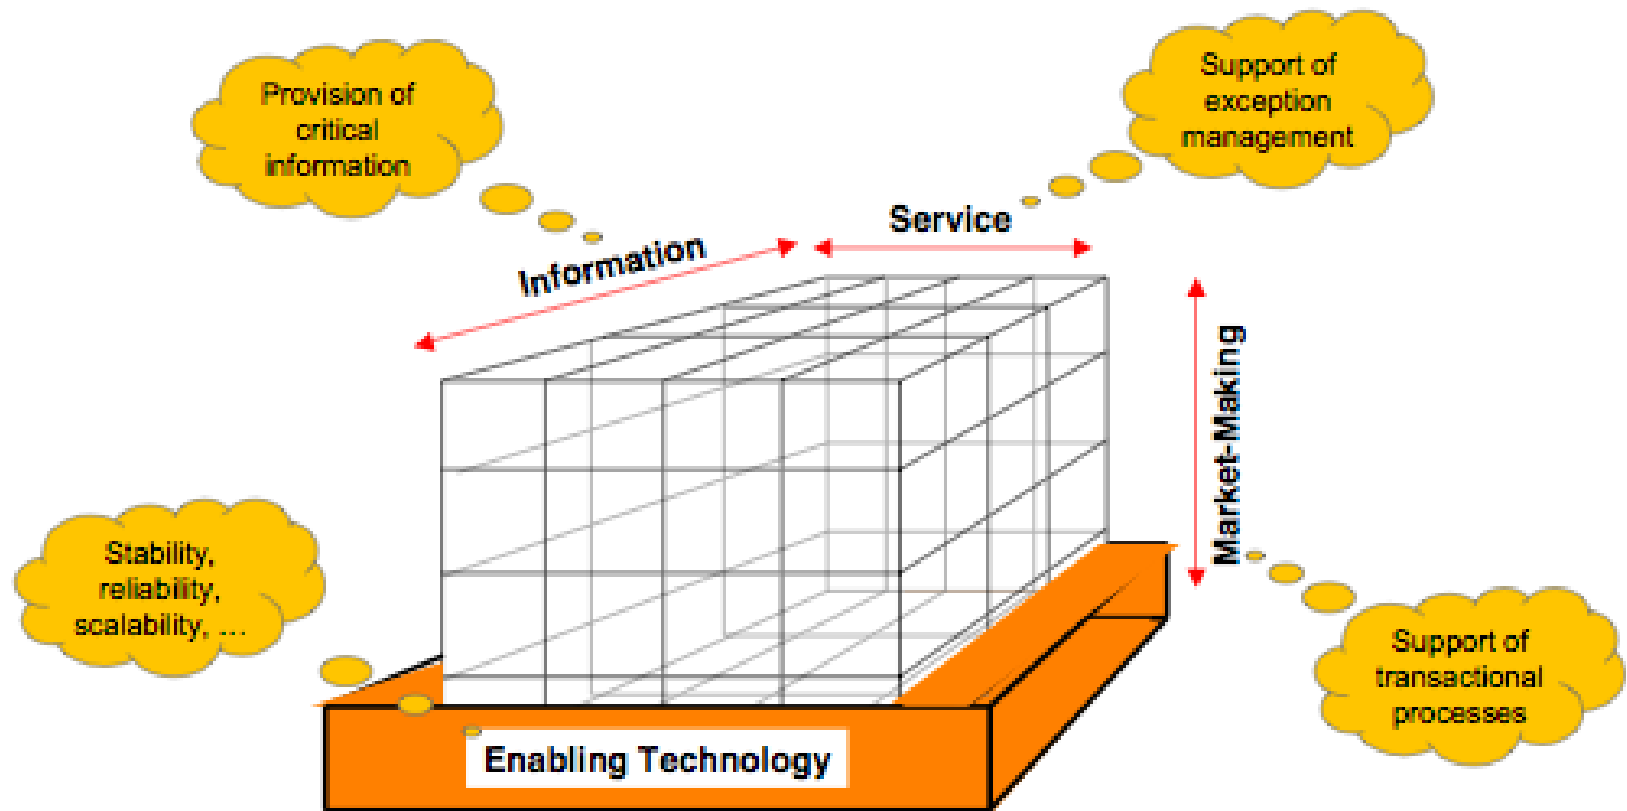 Provision of
critical
information
Support of
exception
management
Service
Information
Market-Making
Stability,
reliability,
scalability, ...
Support of
transactional
processes
Enabling Technology